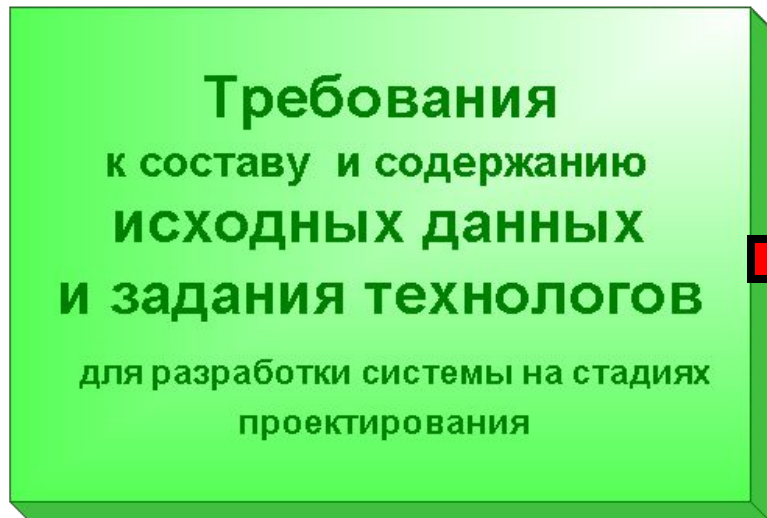 Требования
к составу и содержанию
исходных данных
и задания технологов
для разработки системы на стадиях
проектирования